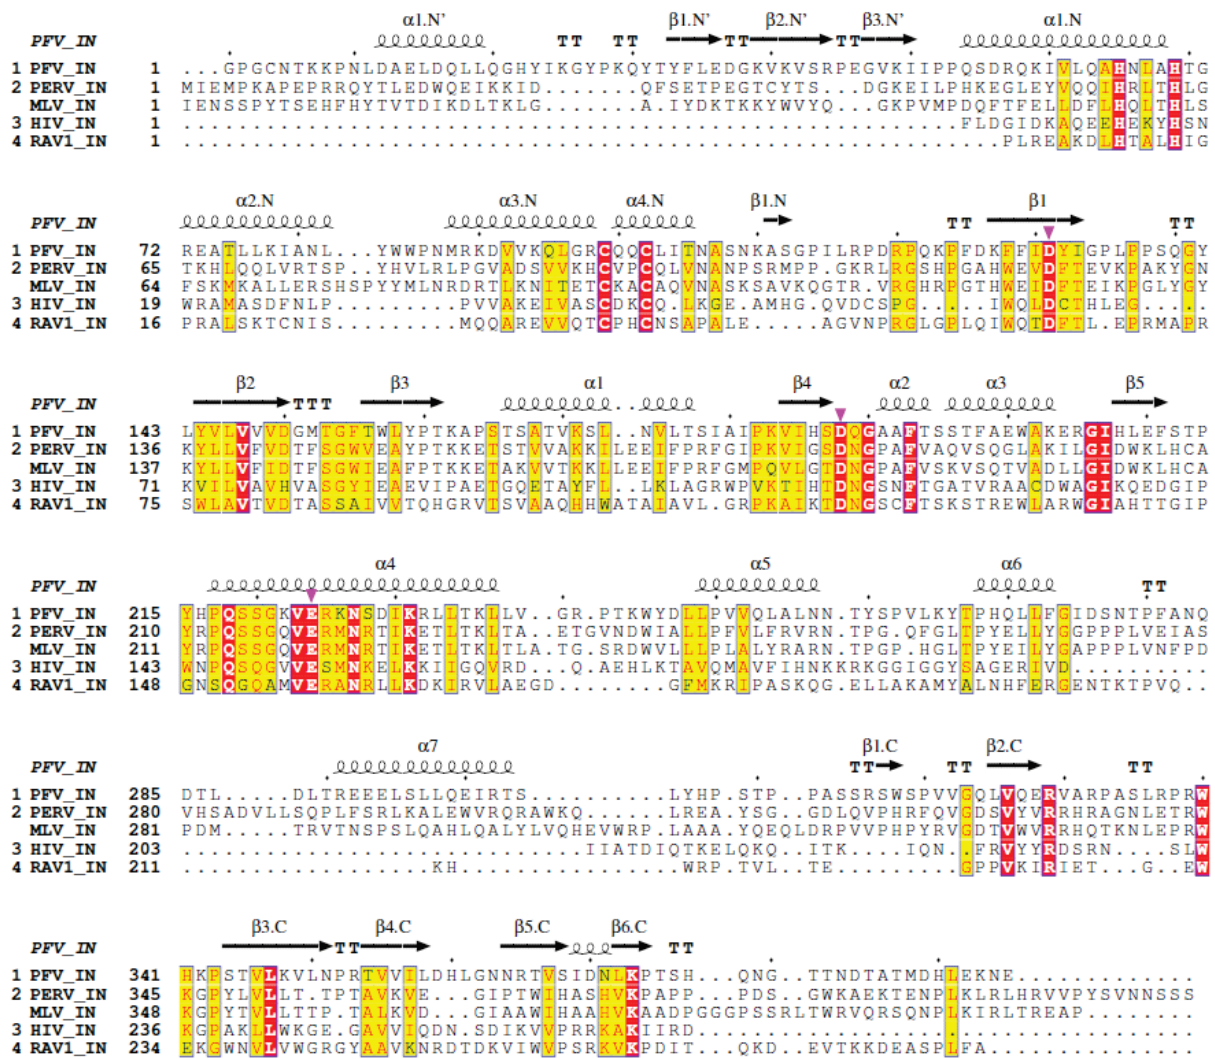 α1.N' β1.N' β2.N' β3.N' α1.N
PFV_IN TT TT TT TT
1 PFV_IN 1 ...GPGCNTKKPNLDAELDQLLQGHYIKGYPKQYTYFLEDGKVKVSRPEGVKIIPPQSDRQKIVLQAHNLAHTG
2 PERV_IN 1 MIEMPKAPEPRRQYTLEDWQEIKKID......QFSETPEGTCYTS...DGKEILPHKEGLEYVQQIHRLTHLG
MLV_IN 1 IENSSPYTSEHFHYTVTDIKDLTKLG......A.IYDKTKKYWVYQ..GKPVMPDQFTFELLDFLHQLTHLS
3 HIV_IN 1 ........................................................FLDGIDKAQEEHEKYHSN
4 RAV1_IN 1 ...........................................................PLREAKDLHTALHIG
α2.N α3.N α4.N β1.N β1
PFV_IN TT TT
1 PFV_IN 72 REATLLKIANL...YWWPNMRKDVVKQLGRCQQCLITNASNKASGPILRPDRPQKPFDKFFIDYIGPLPPSQGY
2 PERV_IN 65 TKHLQQLVRTSP..YHVLRLPGVADSVVKHCVPCQLVNANPSRMPP.GKRLRGSHPGAHWEVDFTEVKPAKYGN
MLV_IN 64 FSKMKALLERSHSPYYMLNRDRTLKNITETCKACAQVNASKSAVKQGTR.VRGHRPGTHWEIDFTEIKPGLYGY
3 HIV_IN 19 WRAMASDFNLP........PVVAKEIVASCDKCQ.LKGE.AMHG.QVDCSPG....IWQLDCTHLEG....
4 RAV1_IN 16 PRALSKTCNIS........MQQAREVVQTCPHCNSAPALE....AGVNPRGLGPLQIWQTDFTL.EPRMAPR
β2 β3 α1 β4 α2 α3 β5
PFV_IN TTT
1 PFV_IN 143 LYVLVVVDGMTGFTWLYPTKAPSTSATVKSL..NVLTSIAIPKVIHSDQGAAFTSSTFAEWAKERGIHLEFSTP
2 PERV_IN 136 KYLLVFVDTFSGWVEAYPTKKETSTVVAKKILEEIFPRFGIPKVIGSDNGPAFVAQVSQGLAKILGIDWKLHCA
MLV_IN 137 KYLLVFIDTFSGWIEAFPTKKETAKVVTKKLLEEIFPRFGMPQVLGTDNGPAFVSKVSQTVADLLGIDWKLHCA
3 HIV_IN 71 KVILVAVHVASGYIEAEVIPAETGQETAYFL..LKLAGRWPVKTIHTDNGSNFTGATVRAACDWAGIKQEDGIP
4 RAV1_IN 75 SWLAVTVDTASSAIVVTQHGRVTSVAAQHHWATAIAVL.GRPKAIKTDNGSCFTSKSTREWLARWGIAHTTGIP
α4 α5 α6
PFV_IN TT
1 PFV_IN 215 YHPQSSGKVERKNSDIKRLLTKLLV..GR.PTKWYDLLPVVQLALNN.TYSPVLKYTPHQLLFGIDSNTPFANQ
2 PERV_IN 210 YRPQSSGQVERMNRTIKETLTKLTA..ETGVNDWIALLPFVLFRVRN.TPG.QFGLTPYELLYGGPPPLVEIAS
MLV_IN 211 YRPQSSGQVERMNRTIKETLTKLTLA.TGSRDWVLLLPLALYRARN.TPGP.HGLTPYEILYGAPPPLVNFPD
3 HIV_IN 143 WNPQSQGVVESMNKELKKIIGQVRD...Q.AEHLKTAVQMAVFIHNKKRKGGIGGYSAGERIVD..........
4 RAV1_IN 148 GNSQGQAMVERANRLLKDKIRVLAEGD.........GFMKRIPASKQG.ELLAKAMYALNHFERGENTKTPVQ..
α7 β1.C β2.C
PFV_IN TT TT TT
1 PFV_IN 285 DTL.....DLTREEELSLLQEIRTS..........LYHP.STP..PASSRSWSPVVGQLVQERVARPASLRPRW
2 PERV_IN 280 VHSADVLLSQPLFSRLKALEWVRQRAWKQ.......LREA.YSG..GDLQVPHRFQVGDSVYVRRHRAGNLETRW
MLV_IN 281 PDM.....TRVTNSPSLQAHLQALYLVQHEVWRP.LAAA.YQEQLDRPVVPHPYRVGDTVWVRRHQTKNLEPRW
3 HIV_IN 203 .............................IIATDIQTKELQKQ..ITK....IQN.FRVYYRDSRN...SLW
4 RAV1_IN 211 ..................KH................WRP.TVL..TE.........GPPVKIRIET...G..EW
β3.C β4.C β5.C β6.C
PFV_IN TT TT
1 PFV_IN 341 HKPSTVLKVLNPRTVVILDHLGNNRTVSIDNLKPTSH...QNG..TTNDTATMDHLEKNE..............
2 PERV_IN 345 KGPYLVLLT.TPTAVKVE...GIPTWIHASHVKPAPP...PDS..GWKAEKTENPLKLRLHRVVPYSVNNSSS
MLV_IN 348 KGPYTVLLTTP.TALKVD...GIAAWIHAAHVKAADPGGGPSSRLTWRVQRSQNPLKIRLTREAP........
3 HIV_IN 236 KGPAKLLWKGE.GAVVIQDN.SDIKVVPRRKAKIIRD..................................
4 RAV1_IN 234 EKGWNVLVWGRGYAAVKNRDTDKVIWVPSRKVKPDIT...QKD..EVTKKDEASPLFA...............